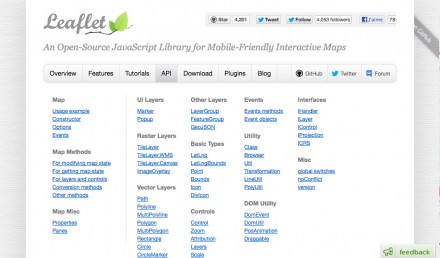 Leaflet
Star 4,281 Tweet Follow 4,053 followers J'aime
An Open-Source JavaScript Library for Mobile-Friendly Interactive Maps
Overview Features Tutorials API Download Plugins Blog GitHub Twitter Forum
Map
Usage example
Constructor
Options
Events
Map Methods
For modifying map state
For getting map state
For layers and controls
Conversion methods
Other methods
Map Misc
Properties
Panes
UI Layers
Marker
Popup
Raster Layers
TileLayer
TileLayer.WMS
TileLayer.Canvas
ImageOverlay
Vector Layers
Path
Polyline
MultiPolyline
Polygon
MultiPolygon
Rectangle
Circle
CircleMarker
Other Layers
LayerGroup
FeatureGroup
GeoJSON
Basic Types
LatLng
LatLngBounds
Point
Bounds
Icon
DivIcon
Controls
Control
Zoom
Attribution
Layers
Scale
Events
Events methods
Event objects
Utility
Class
Browser
Util
Transformation
LineUtil
PolyUtil
DOM Utility
DomEvent
DomUtil
PosAnimation
Draggable
Interfaces
IHandler
ILayer
IControl
IProjection
ICRS
Misc
global switches
noConflict
version
feedback